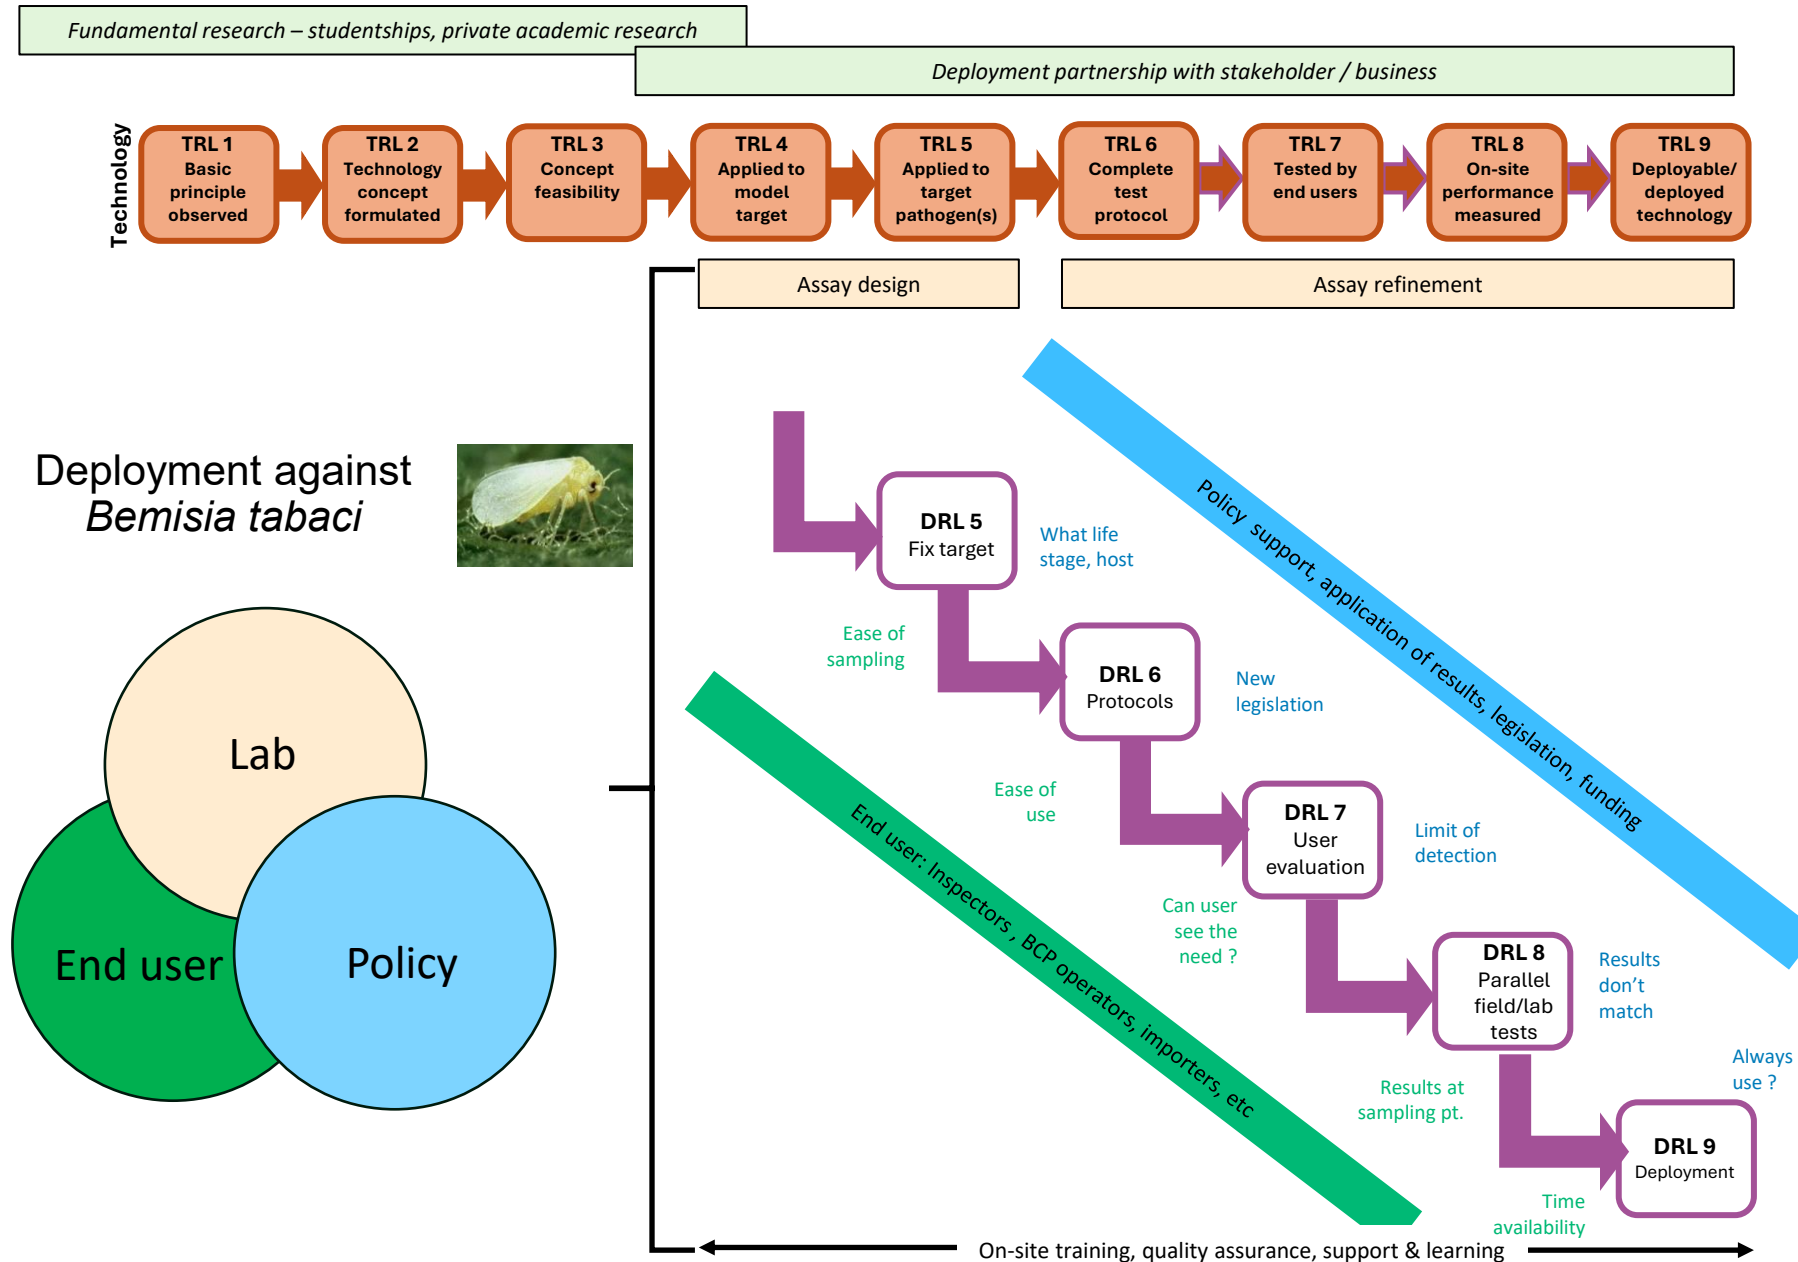 Fundamental research – studentships, private academic research
Deployment partnership with stakeholder / business
Technology
TRL 1
Basic
principle
observed
TRL 2
Technology
concept
formulated
TRL 3
Concept
feasibility
TRL 4
Applied to
model
target
TRL 5
Applied to
target
pathogen(s)
TRL 6
Complete
test
protocol
TRL 7
Tested by
end users
TRL 8
On-site
performance
measured
TRL 9
Deployable/
deployed
technology
Assay design
Assay refinement
Deployment against
Bemisia tabaci
Lab
End user
Policy
DRL 5
Fix target
What life
stage, host
Ease of
sampling
DRL 6
Protocols
New
legislation
Ease of
use
DRL 7
User
evaluation
Limit of
detection
Can user
see the
need ?
DRL 8
Parallel
field/lab
tests
Results
don't
match
Results at
sampling pt.
Always
use ?
DRL 9
Deployment
Time
availability
Policy support, application of results, legislation, funding
End user: Inspectors , BCP operators, importers, etc
On-site training, quality assurance, support & learning